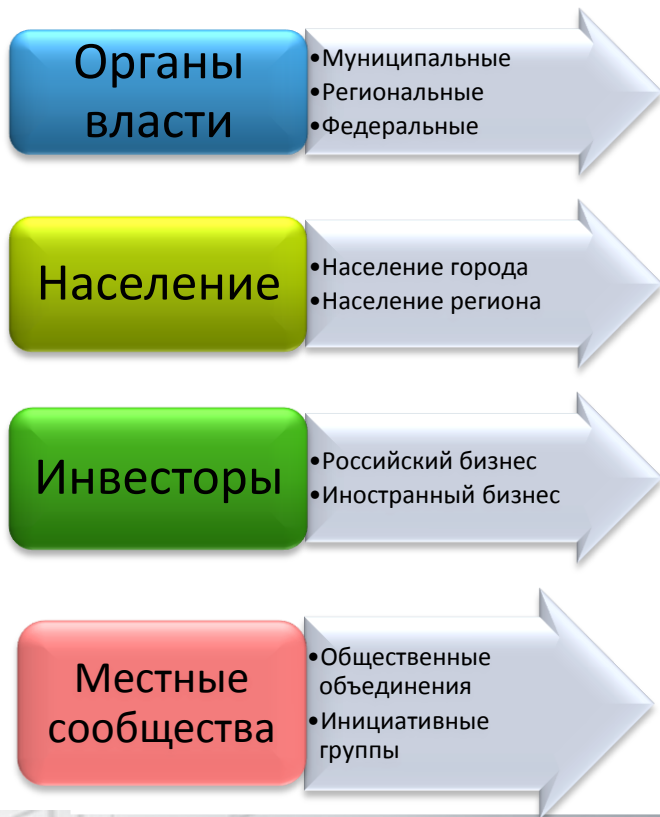 Органы
власти
•Муниципальные
•Региональные
•Федеральные
Население
•Население города
•Население региона
Инвесторы
•Российский бизнес
•Иностранный бизнес
Местные
сообщества
•Общественные
объединения
•Инициативные
группы